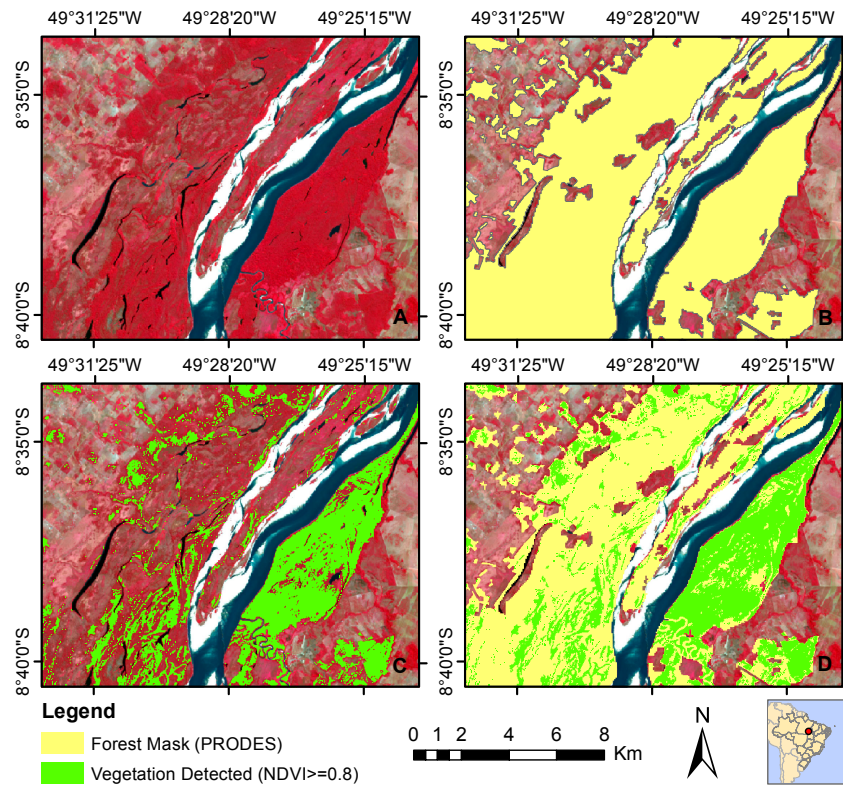 49°31'25"W 49°28'20"W 49°25'15"W 49°31'25"W 49°28'20"W 49°25'15"W
8°35'0"S 8°35'0"S
8°40'0"S A 8°40'0"S B
49°31'25"W 49°28'20"W 49°25'15"W 49°31'25"W 49°28'20"W 49°25'15"W
8°35'0"S 8°35'0"S
8°40'0"S C 8°40'0"S D
Legend
Forest Mask (PRODES)
Vegetation Detected (NDVI>=0.8)
0 1 2 4 6 8
Km
N